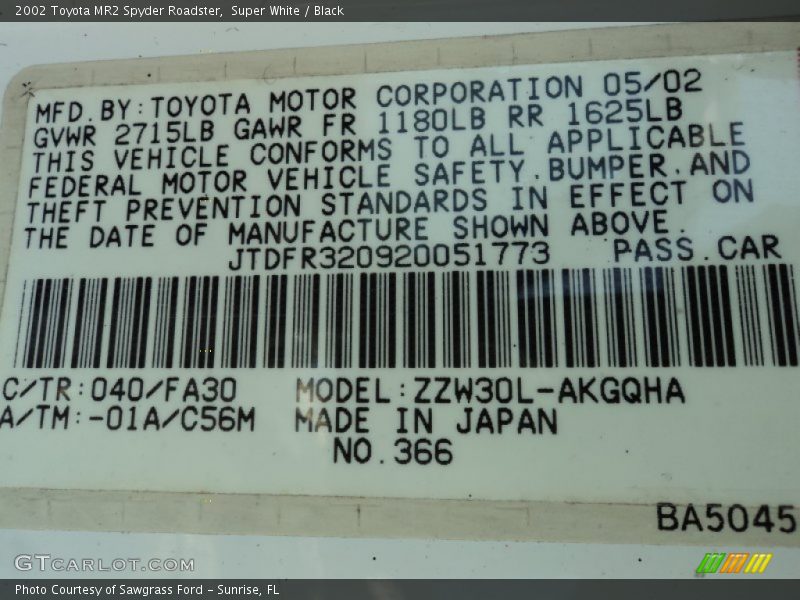 2002 Toyota MR2 Spyder Roadster,  Super White / Black
MFD.BY:TOYOTA MOTOR CORPORATION 05/02
GVWR 2715LB GAWR FR 1180LB RR 1625LB
THIS VEHICLE CONFORMS TO ALL APPLICABLE
FEDERAL MOTOR VEHICLE SAFETY.BUMPER.AND
THEFT PREVENTION STANDARDS IN EFFECT ON
THE DATE OF MANUFACTURE SHOWN ABOVE.
JTDFR320920051773 PASS.CAR
C/TR:040/FA30 MODEL:ZZW30L-AKGQHA
A/TM:-01A/C56M MADE IN JAPAN
NO.366
BA5045
GTCARLOT.COM
Photo Courtesy of Sawgrass Ford - Sunrise, FL